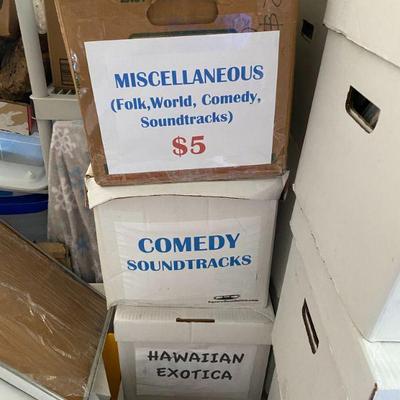 MISCELLANEOUS
(Folk,World, Comedy,
Soundtracks)
$5
COMEDY
SOUNDTRACKS
HAWAIIAN
EXOTICA